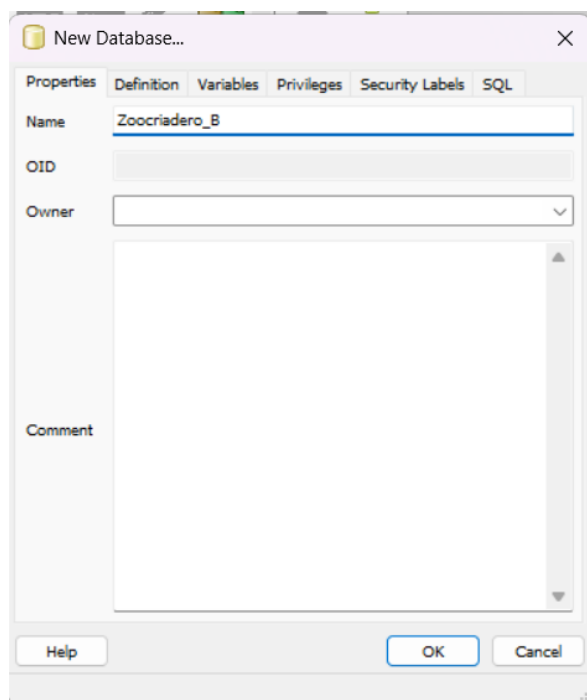 New Database...
Properties Definition Variables Privileges Security Labels SQL
Name Zoocriadero_B
OID
Owner
Comment
Help OK Cancel